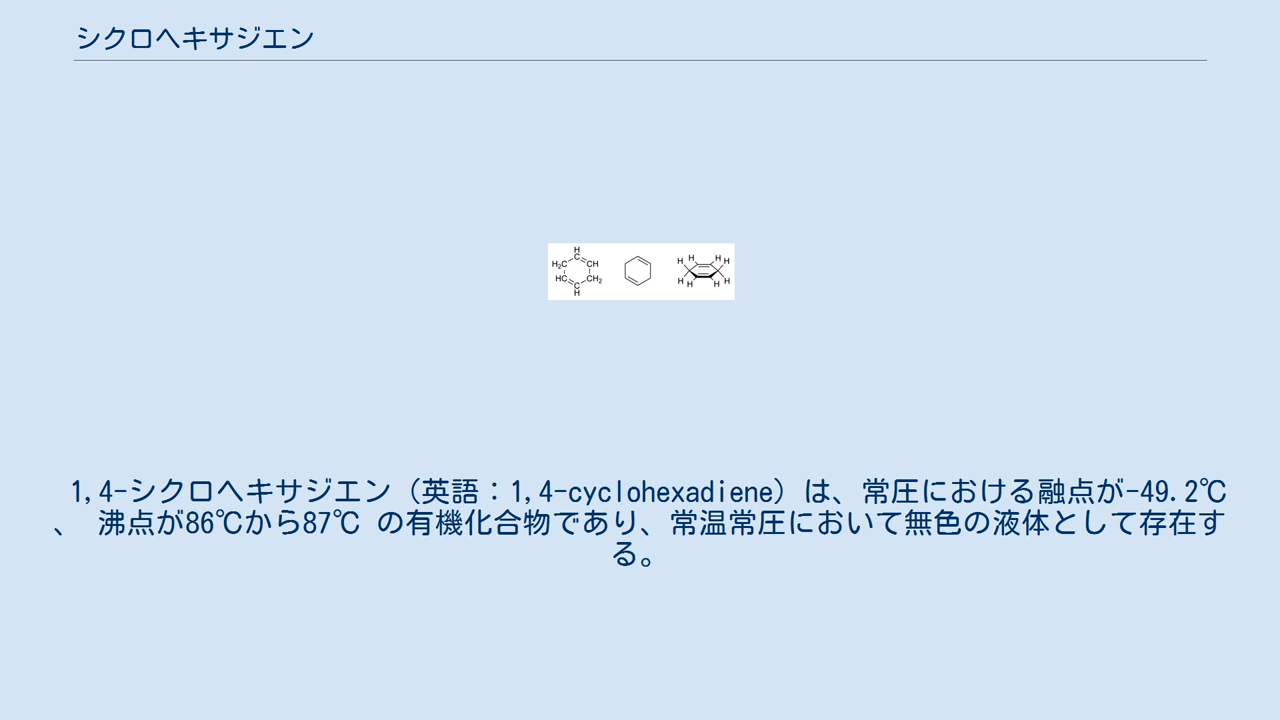 シクロヘキサジエン
H
H₂C CH
HC CH₂
C
H
H H H H
H H H H
1,4-シクロヘキサジエン（英語：1,4-cyclohexadiene）は、常圧における融点が-49.2℃
、 沸点が86℃から87℃ の有機化合物であり、常温常圧において無色の液体として存在す
る。